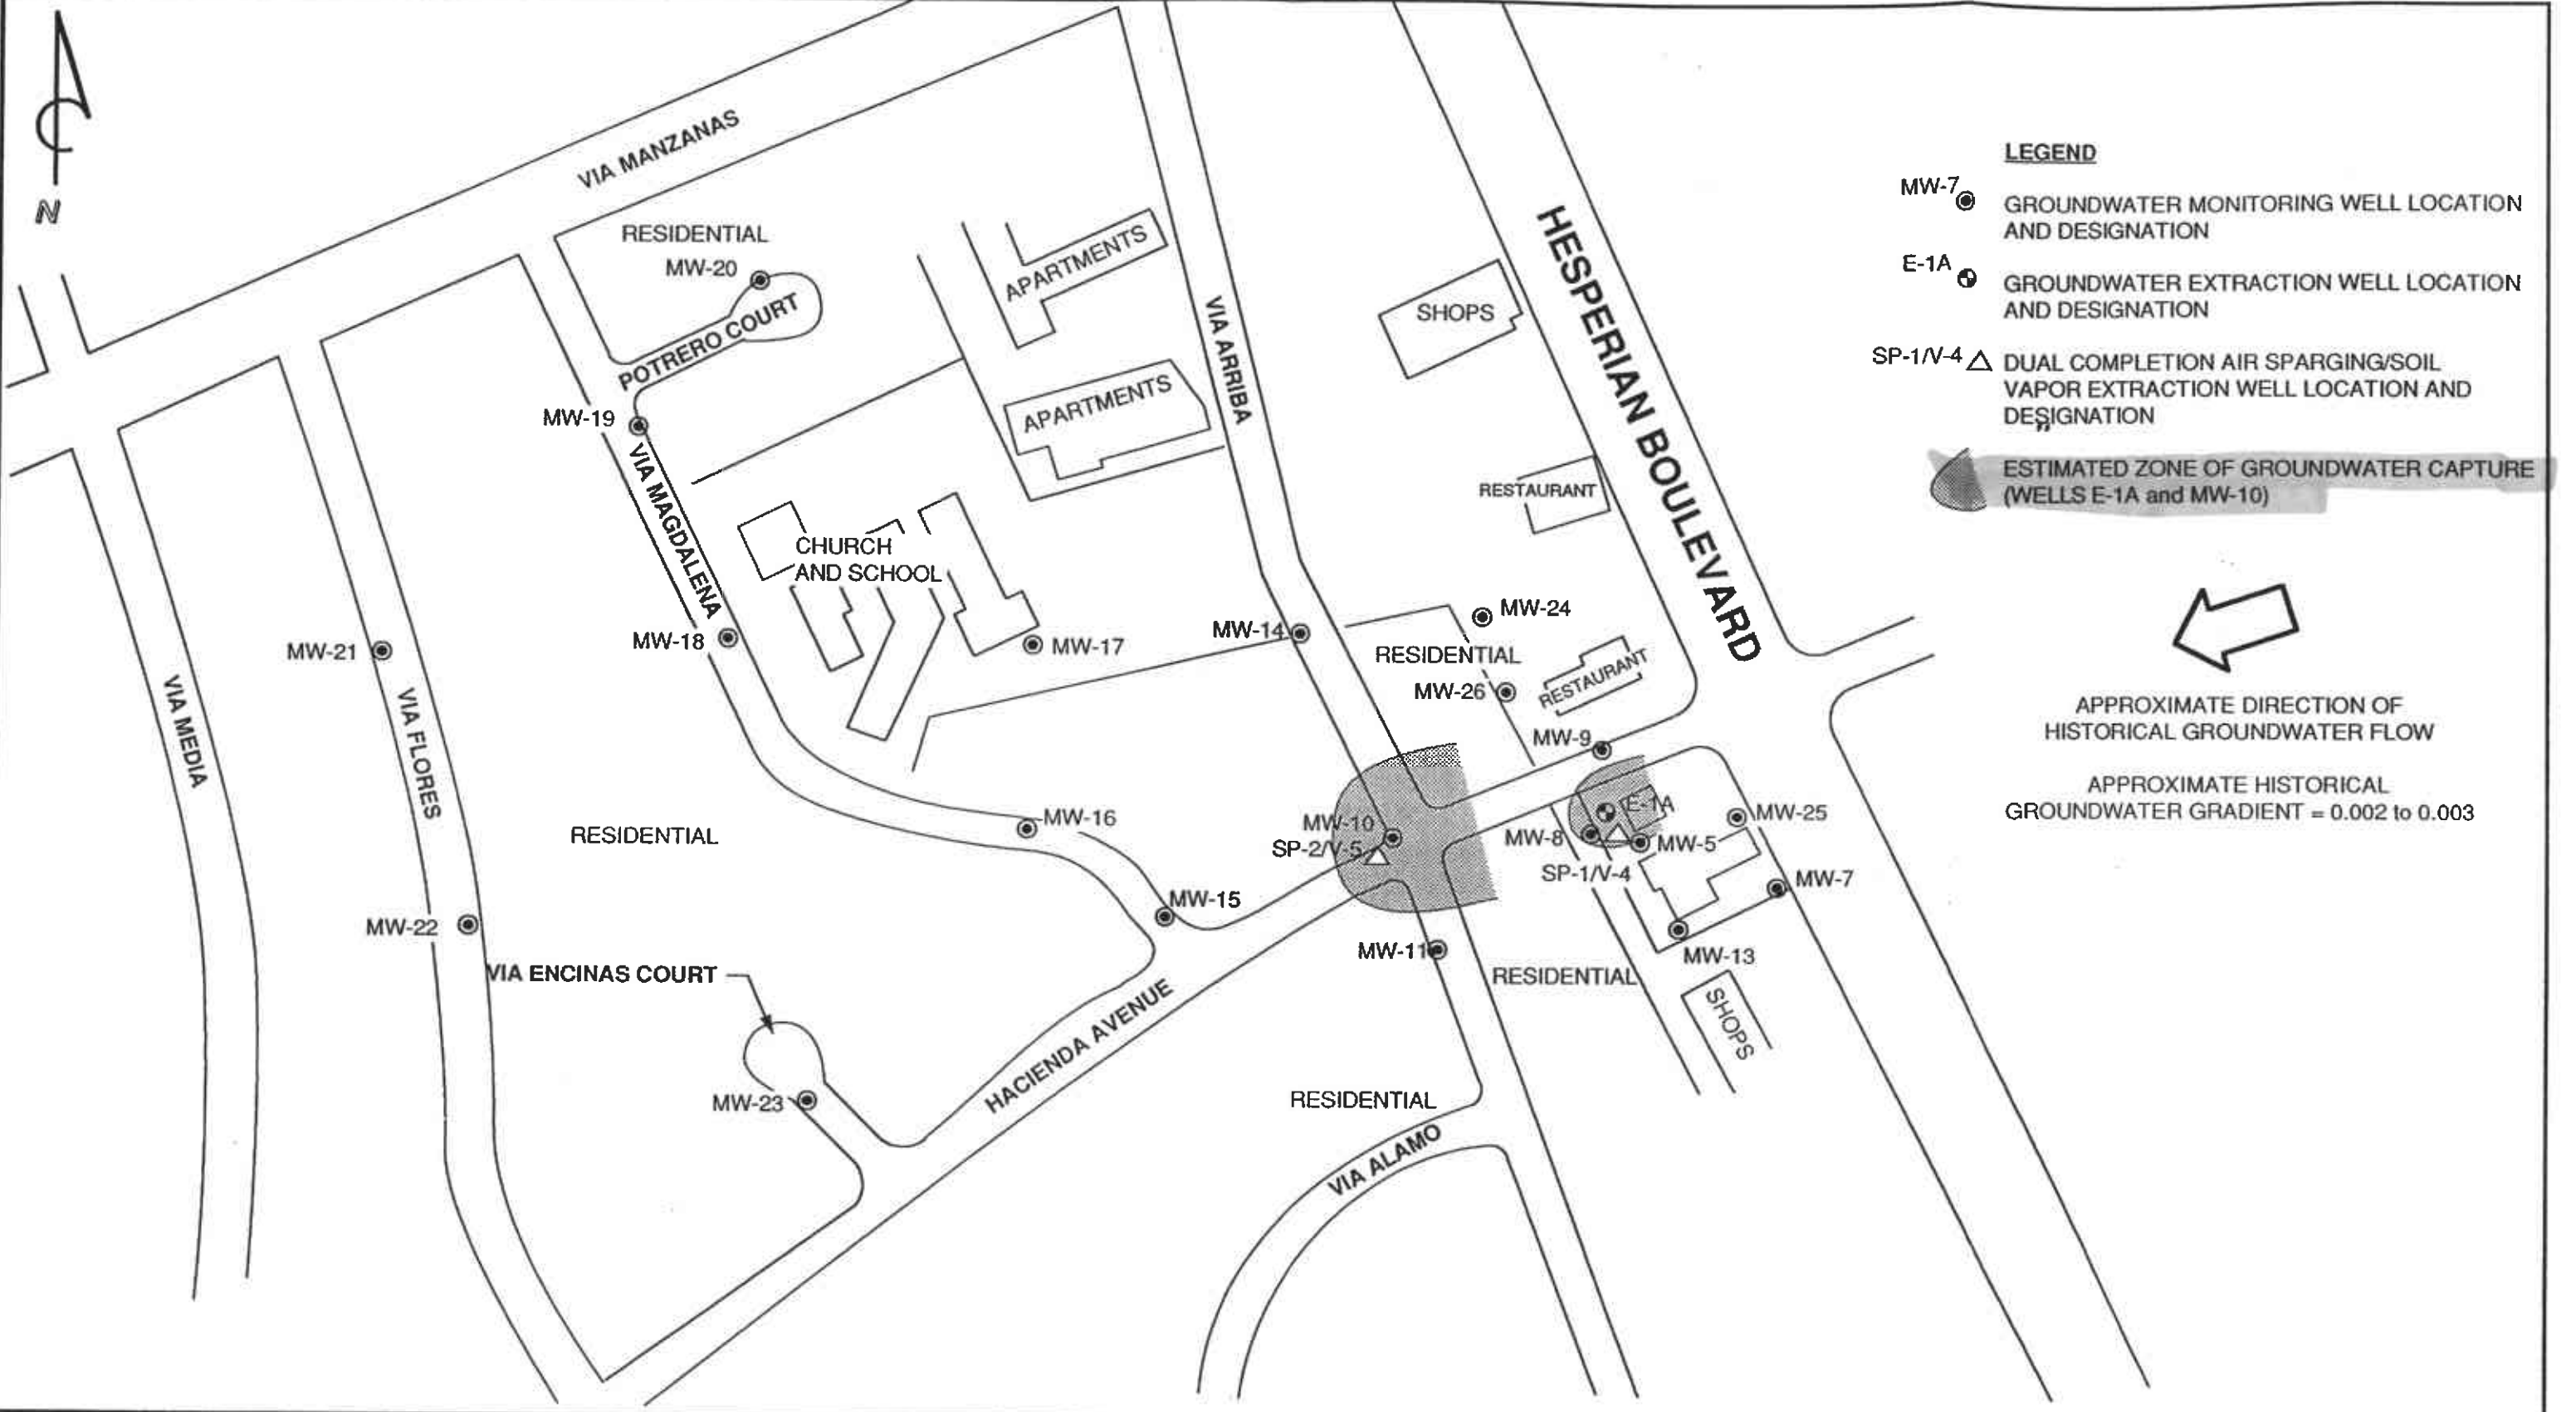 N
VIA MANZANAS
RESIDENTIAL
MW-20
POTRERO COURT
APARTMENTS
APARTMENTS
VIA ARRIBA
SHOPS
HESPERIAN BOULEVARD
RESTAURANT
MW-19
VIA MAGDALENA
CHURCH
AND SCHOOL
MW-18
MW-17
MW-14
MW-24
RESIDENTIAL
MW-26
RESTAURANT
MW-9
MW-21
VIA MEDIA
VIA FLORES
RESIDENTIAL
MW-16
MW-10
SP-2/V-5
E-1A
MW-8
MW-5
MW-25
SP-1/V-4
MW-7
MW-15
MW-22
MW-11
MW-13
RESIDENTIAL
VIA ENCINAS COURT
SHOPS
HACIENDA AVENUE
MW-23
RESIDENTIAL
VIA ALAMO
LEGEND
MW-7
GROUNDWATER MONITORING WELL LOCATION
AND DESIGNATION
E-1A
GROUNDWATER EXTRACTION WELL LOCATION
AND DESIGNATION
SP-1/V-4
DUAL COMPLETION AIR SPARGING/SOIL
VAPOR EXTRACTION WELL LOCATION AND
DESIGNATION
ESTIMATED ZONE OF GROUNDWATER CAPTURE
(WELLS E-1A and MW-10)
APPROXIMATE DIRECTION OF
HISTORICAL GROUNDWATER FLOW
APPROXIMATE HISTORICAL
GROUNDWATER GRADIENT = 0.002 to 0.003